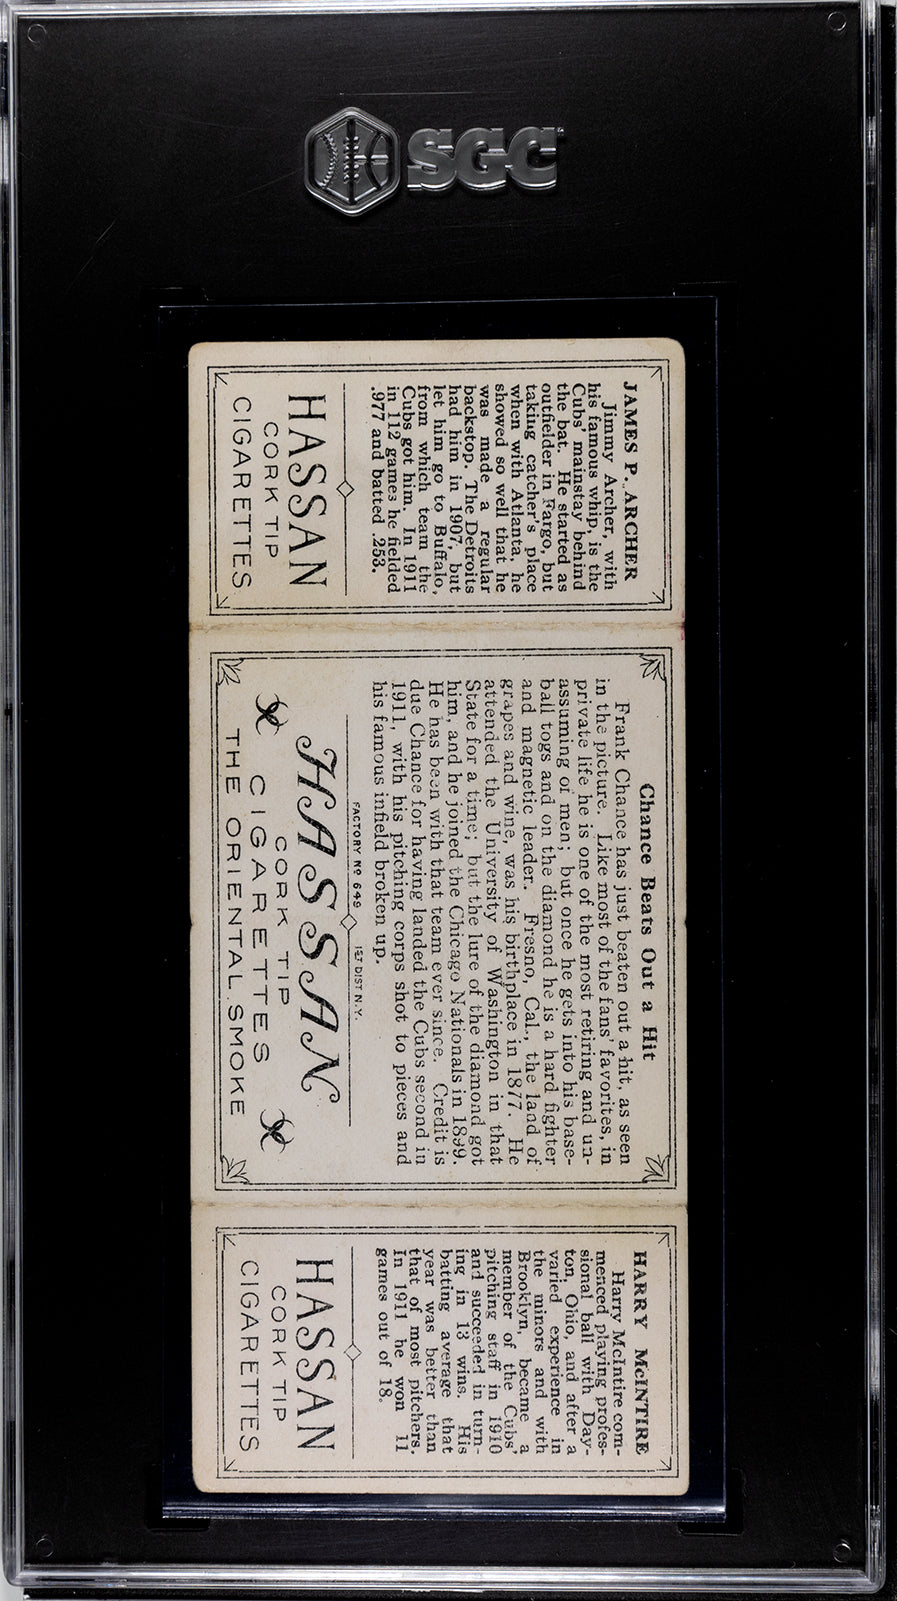 SGC
JAMES P. ARCHER
Jimmy Archer, with
his famous whip, is the
Cubs' mainstay behind
the bat. He started as
outfielder in Fargo, but
taking catcher's place
when with Atlanta, he
showed so well that he
was made a regular
backstop. The Detroits
had him in 1907, but
let him go to Buffalo,
from which team the
Cubs got him. In 1911
in 112 games he fielded
.977 and batted .253.
HASSAN
CORK TIP
CIGARETTES
Chance Beats Out a Hit
Frank Chance has just beaten out a hit, as seen
in the picture. Like most of the fans' favorites, in
private life he is one of the most retiring and un-
assuming of men; but once he gets into his base-
ball togs and on the diamond he is a hard fighter
and magnetic leader. Fresno, Cal., the land of
grapes and wine, was his birthplace in 1877. He
attended the University of Washington in that
State for a time; but the lure of the diamond got
him, and he joined the Chicago Nationals in 1899.
He has been with that team ever since. Credit is
due Chance for having landed the Cubs second in
1911, with his pitching corps shot to pieces and
his famous infield broken up.
FACTORY Nº 649 1ST DIST N.Y.
HASSAN
CORK TIP
CIGARETTES
THE ORIENTAL SMOKE
HARRY McINTIRE
Harry McIntire com-
menced playing profes-
sional ball with Day-
ton, Ohio, and after a
varied experience in
the minors and with
Brooklyn, became a
member of the Cubs'
pitching staff in 1910
and succeeded in turn-
ing in 13 wins. His
batting average that
year was better than
that of most pitchers.
In 1911 he won 11
games out of 18.
HASSAN
CORK TIP
CIGARETTES